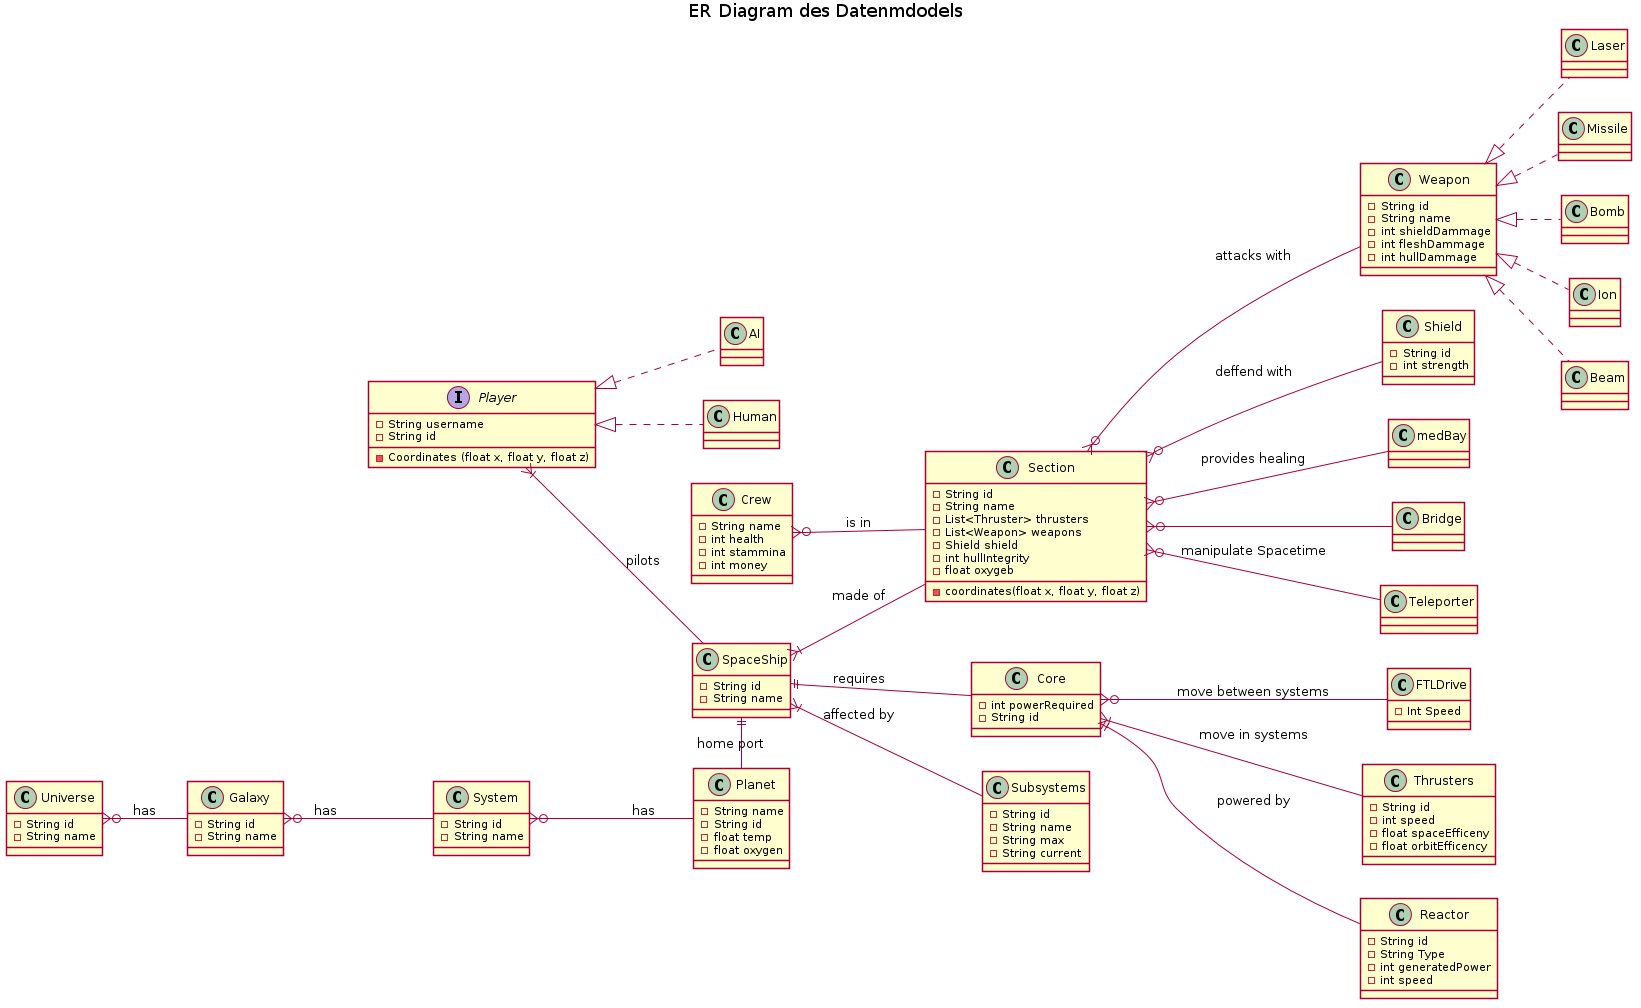 ER Diagram des Datenmdodels
C Laser
C Missile
C Weapon
String id
String name
int shieldDammage
int fleshDammage
int hullDammage
C Bomb
C Ion
C Beam
attacks with
C Shield
String id
int strength
deffend with
C AI
I Player
String username
String id
Coordinates (float x, float y, float z)
C Human
C medBay
provides healing
C Section
String id
String name
List<Thruster> thrusters
List<Weapon> weapons
Shield shield
int hullIntegrity
float oxygeb
coordinates(float x, float y, float z)
C Crew
String name
int health
int stammina
int money
is in
C Bridge
manipulate Spacetime
C Teleporter
pilots
made of
C SpaceShip
String id
String name
requires
affected by
C Core
int powerRequired
String id
move between systems
C FTLDrive
Int Speed
move in systems
C Thrusters
String id
int speed
float spaceEfficeny
float orbitEfficency
powered by
home port
C Universe
String id
String name
has
C Galaxy
String id
String name
has
C System
String id
String name
has
C Planet
String name
String id
float temp
float oxygen
C Subsystems
String id
String name
String max
String current
C Reactor
String id
String Type
int generatedPower
int speed